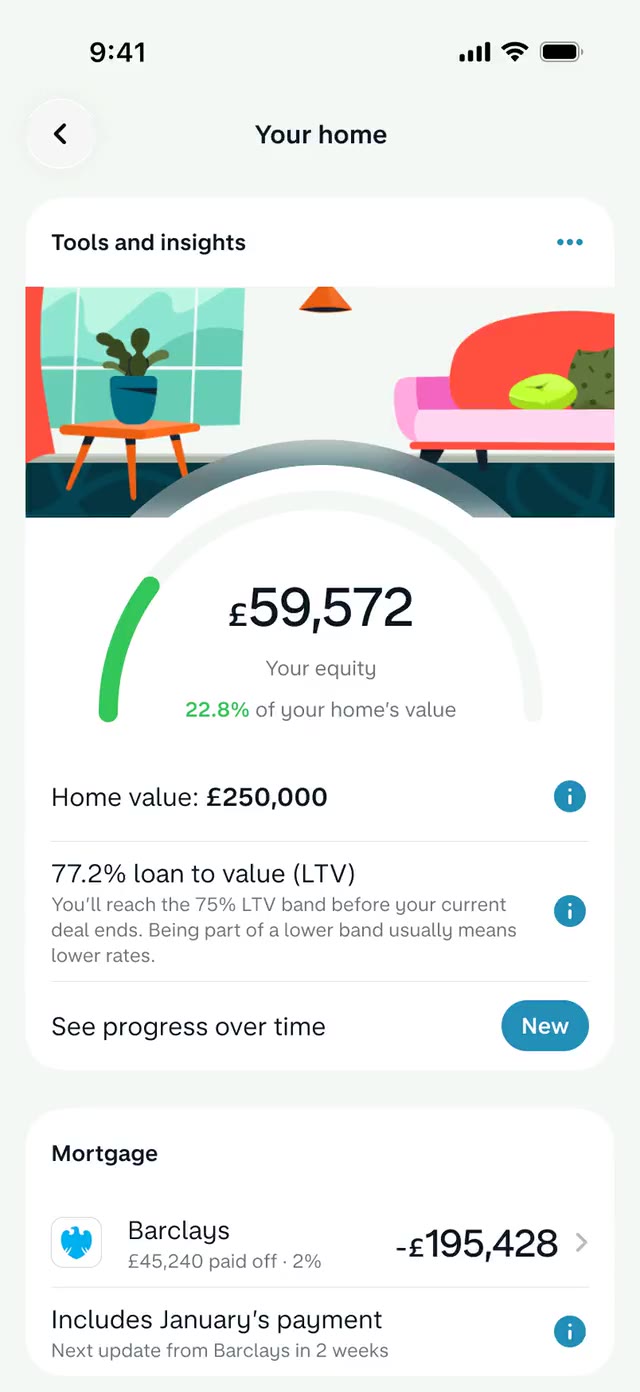 9:41
Your home
Tools and insights
£59,572
Your equity
22.8% of your home's value
Home value: £250,000
77.2% loan to value (LTV)
You'll reach the 75% LTV band before your current
deal ends. Being part of a lower band usually means
lower rates.
See progress over time
New
Mortgage
Barclays
-£195,428
£45,240 paid off · 2%
Includes January's payment
Next update from Barclays in 2 weeks